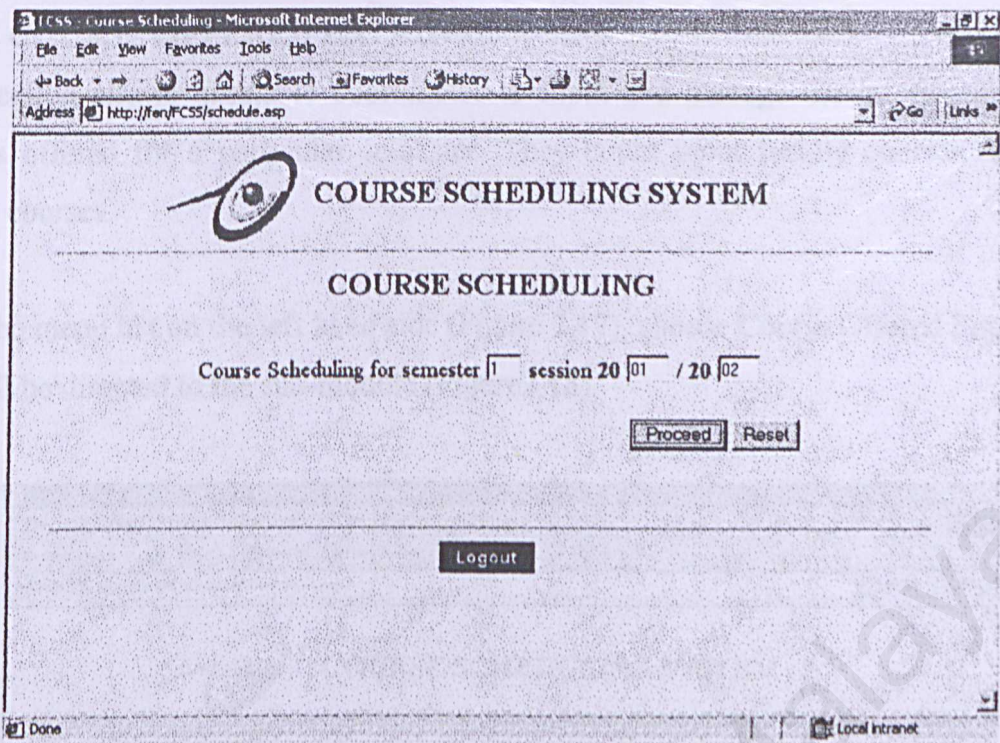 FCSS - Course Scheduling - Microsoft Internet Explorer
File Edit View Favorites Tools Help
Back Search Favorites History
Address http://fen/FCSS/schedule.asp Go Links »
COURSE SCHEDULING SYSTEM
COURSE SCHEDULING
Course Scheduling for semester 1 session 20 01 / 20 02
Proceed Reset
Logout
Done Local intranet